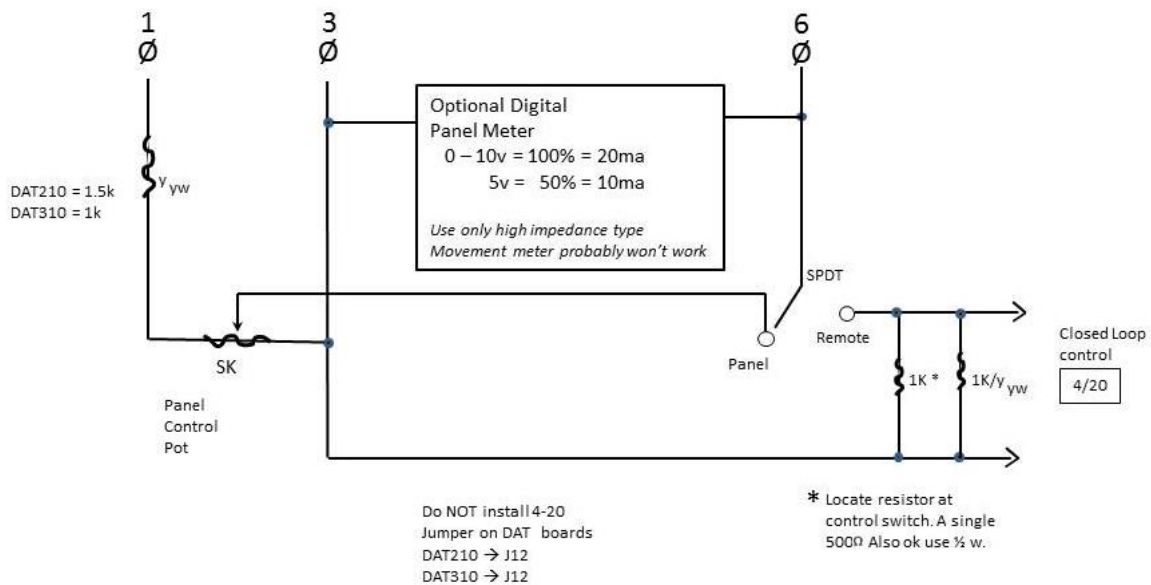 1 3 6
Ø Ø Ø
Optional Digital
Panel Meter
0 – 10v = 100% = 20ma
5v = 50% = 10ma
Use only high impedance type
Movement meter probably won't work
y yw
DAT210 = 1.5k
DAT310 = 1k
SPDT
SK
Panel
Remote
1K *
1K/y yw
Closed Loop
control
4/20
Panel
Control
Pot
Do NOT install 4-20
Jumper on DAT boards
DAT210 → J12
DAT310 → J12
* Locate resistor at
control switch. A single
500Ω Also ok use ½ w.